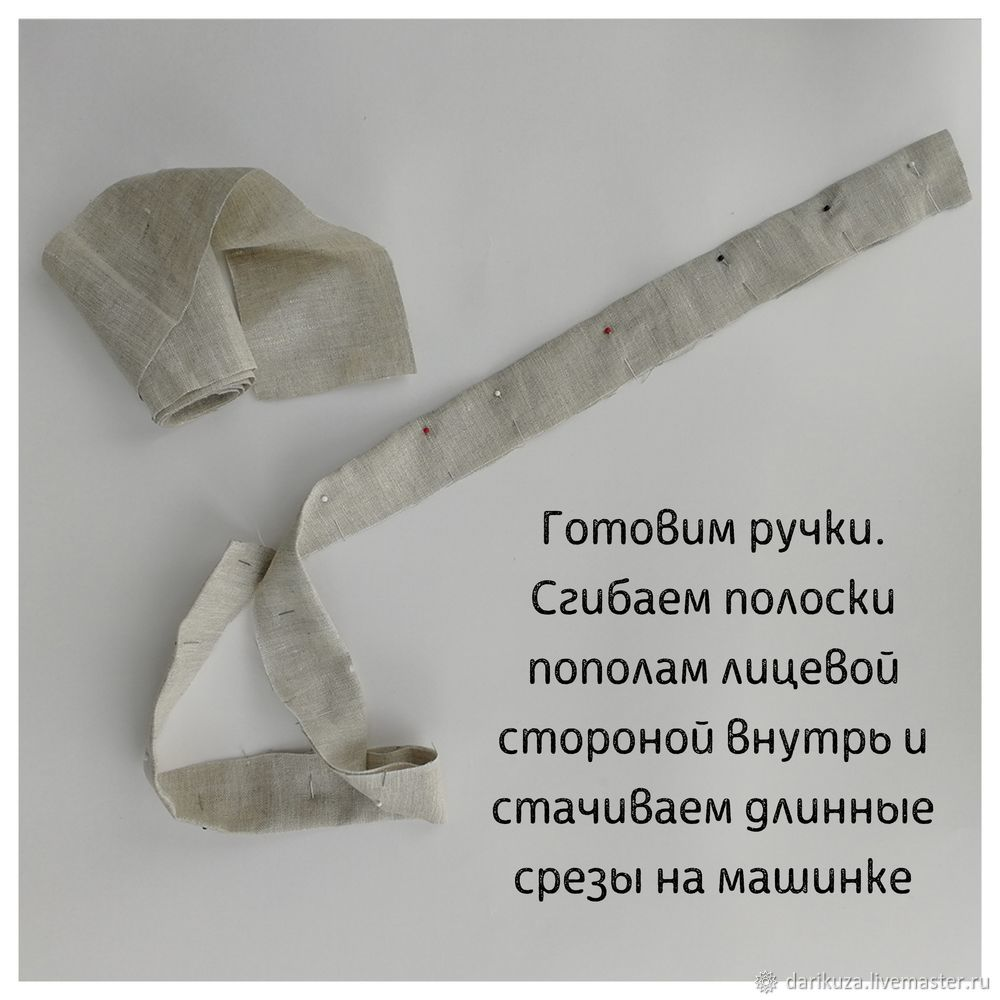 Готовим ручки.
Сгибаем полоски
пополам лицевой
стороной внутрь и
стачиваем длинные
срезы на машинке
darikuza.livemaster.ru